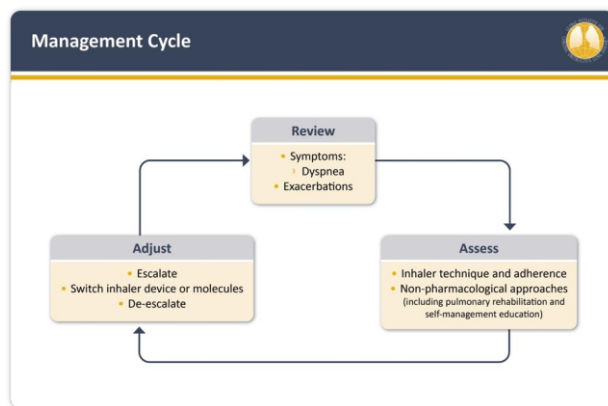 Management Cycle
Review
• Symptoms:
› Dyspnea
• Exacerbations
Adjust
• Escalate
• Switch inhaler device or molecules
• De-escalate
Assess
• Inhaler technique and adherence
• Non-pharmacological approaches
(including pulmonary rehabilitation and
self-management education)